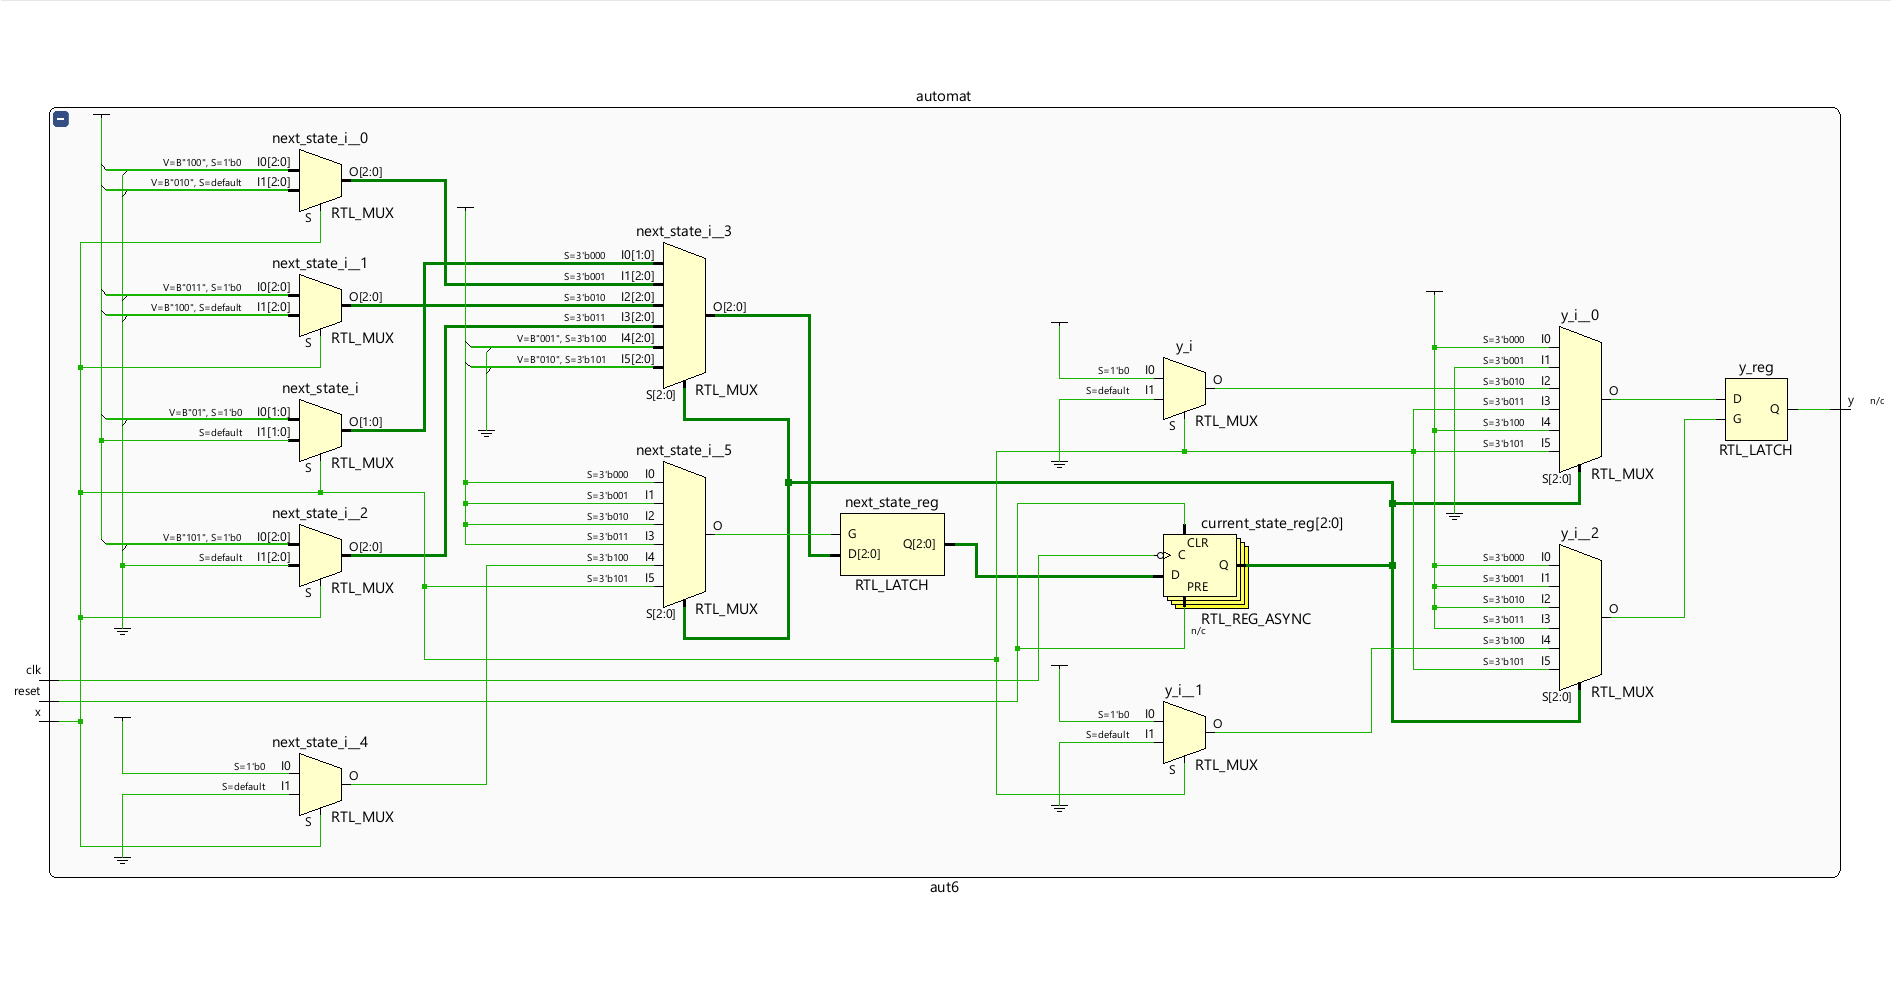 automat
next_state_i__0
V=B"100", S=1'b0 I0[2:0]
V=B"010", S=default I1[2:0]
O[2:0]
S
RTL_MUX
next_state_i__1
V=B"011", S=1'b0 I0[2:0]
V=B"100", S=default I1[2:0]
O[2:0]
S
RTL_MUX
next_state_i
V=B"01", S=1'b0 I0[1:0]
S=default I1[1:0]
O[1:0]
S
RTL_MUX
next_state_i__2
V=B"101", S=1'b0 I0[2:0]
S=default I1[2:0]
O[2:0]
S
RTL_MUX
clk
reset
x
next_state_i__4
S=1'b0 I0
S=default I1
O
S
RTL_MUX
next_state_i__3
S=3'b000 I0[1:0]
S=3'b001 I1[2:0]
S=3'b010 I2[2:0]
S=3'b011 I3[2:0]
V=B"001", S=3'b100 I4[2:0]
V=B"010", S=3'b101 I5[2:0]
O[2:0]
S[2:0]
RTL_MUX
next_state_i__5
S=3'b000 I0
S=3'b001 I1
S=3'b010 I2
S=3'b011 I3
S=3'b100 I4
S=3'b101 I5
O
S[2:0]
RTL_MUX
next_state_reg
G
D[2:0]
Q[2:0]
RTL_LATCH
y_i
S=1'b0 I0
S=default I1
O
S
RTL_MUX
current_state_reg[2:0]
CLR
C
D
Q
PRE
RTL_REG_ASYNC
n/c
y_i__1
S=1'b0 I0
S=default I1
O
S
RTL_MUX
y_i__0
S=3'b000 I0
S=3'b001 I1
S=3'b010 I2
S=3'b011 I3
S=3'b100 I4
S=3'b101 I5
O
S[2:0]
RTL_MUX
y_i__2
S=3'b000 I0
S=3'b001 I1
S=3'b010 I2
S=3'b011 I3
S=3'b100 I4
S=3'b101 I5
O
S[2:0]
RTL_MUX
y_reg
D
G
Q
RTL_LATCH
y n/c
aut6